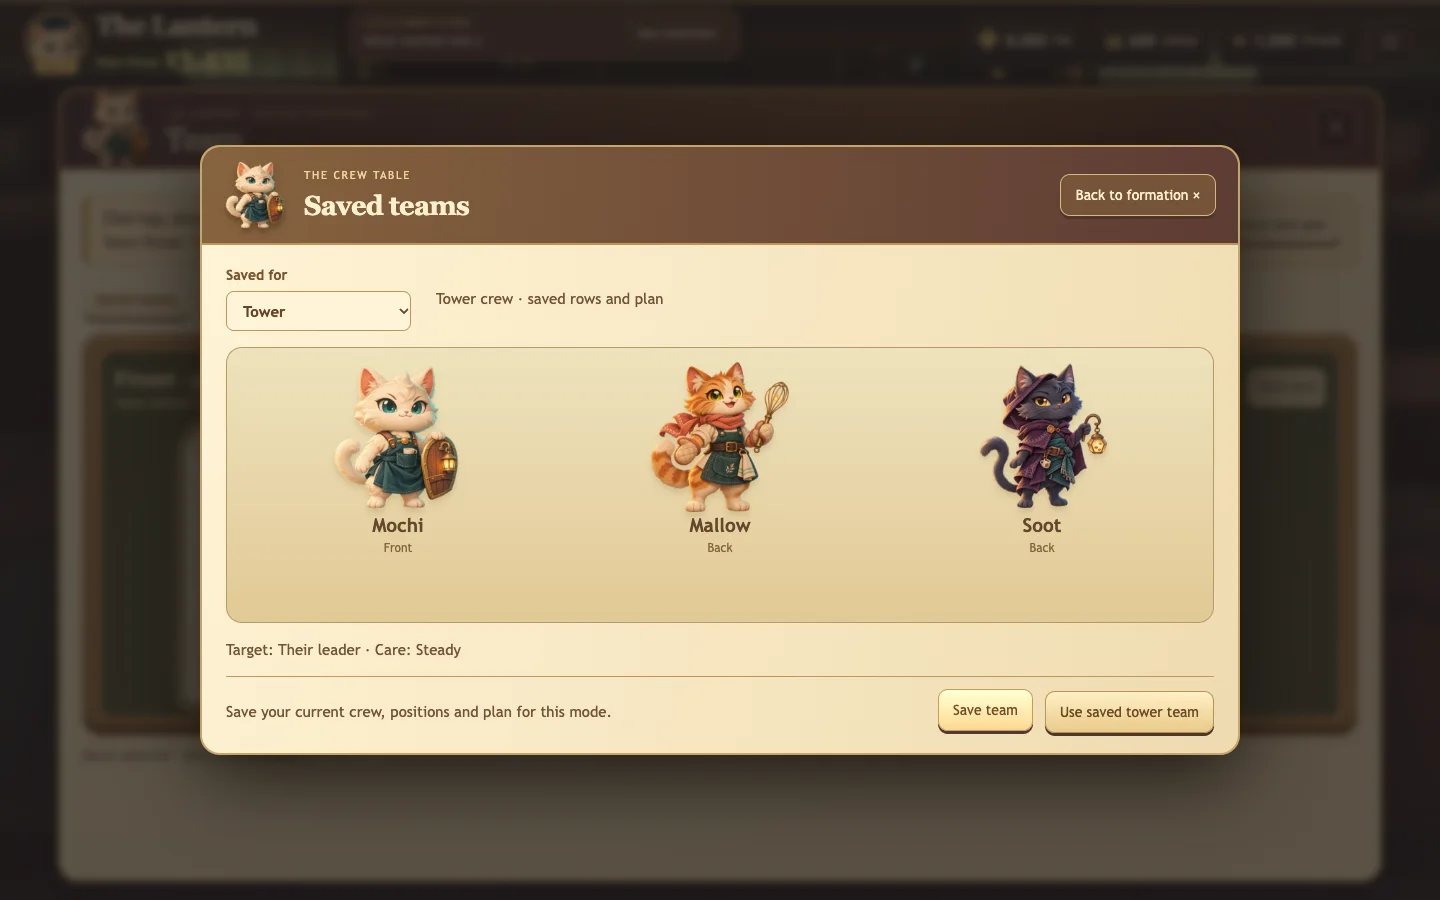 The Lantern
THE CREW TABLE
Saved teams
Back to formation ×
Saved for
Tower
Tower crew · saved rows and plan
Mochi
Front
Mallow
Back
Soot
Back
Target: Their leader · Care: Steady
Save your current crew, positions and plan for this mode.
Save team
Use saved tower team